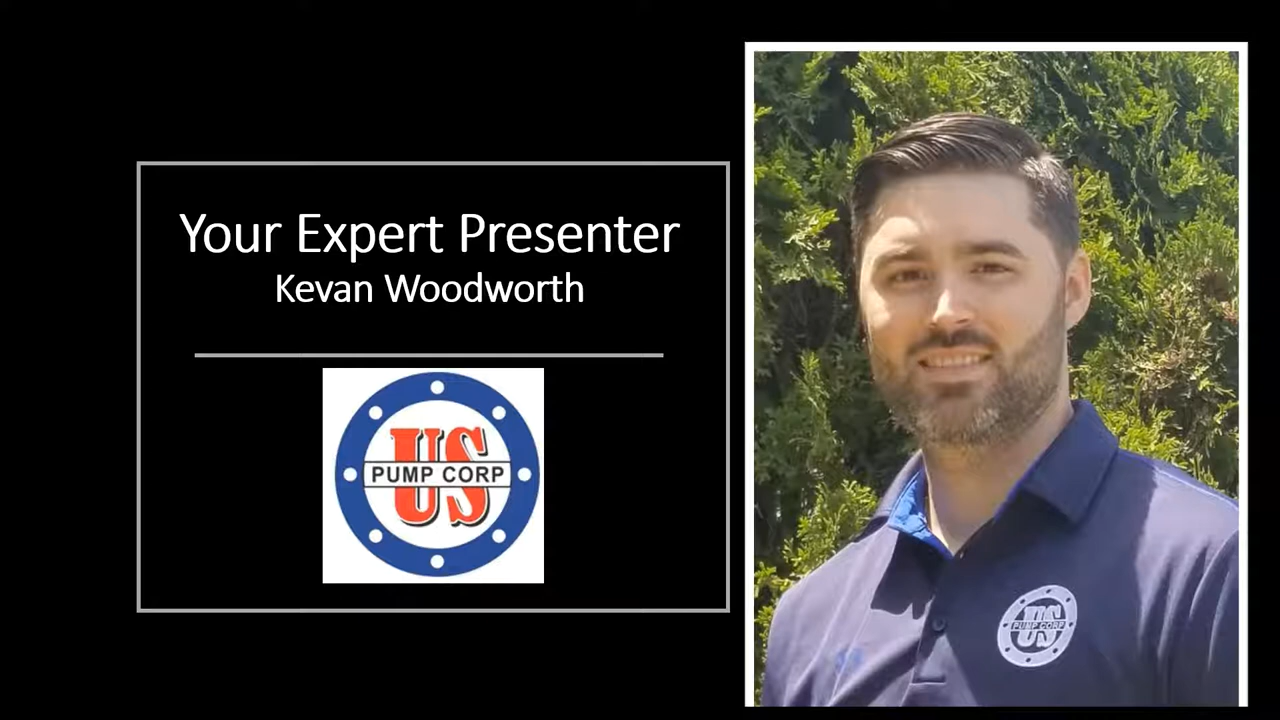 Your Expert Presenter
Kevan Woodworth
US
PUMP CORP
US
PUMP CORP